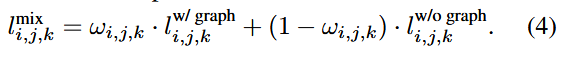 l^{mix}_{i,j,k} = ω_{i,j,k} · l^{w/ graph}_{i,j,k} + (1 − ω_{i,j,k}) · l^{w/o graph}_{i,j,k}. (4)